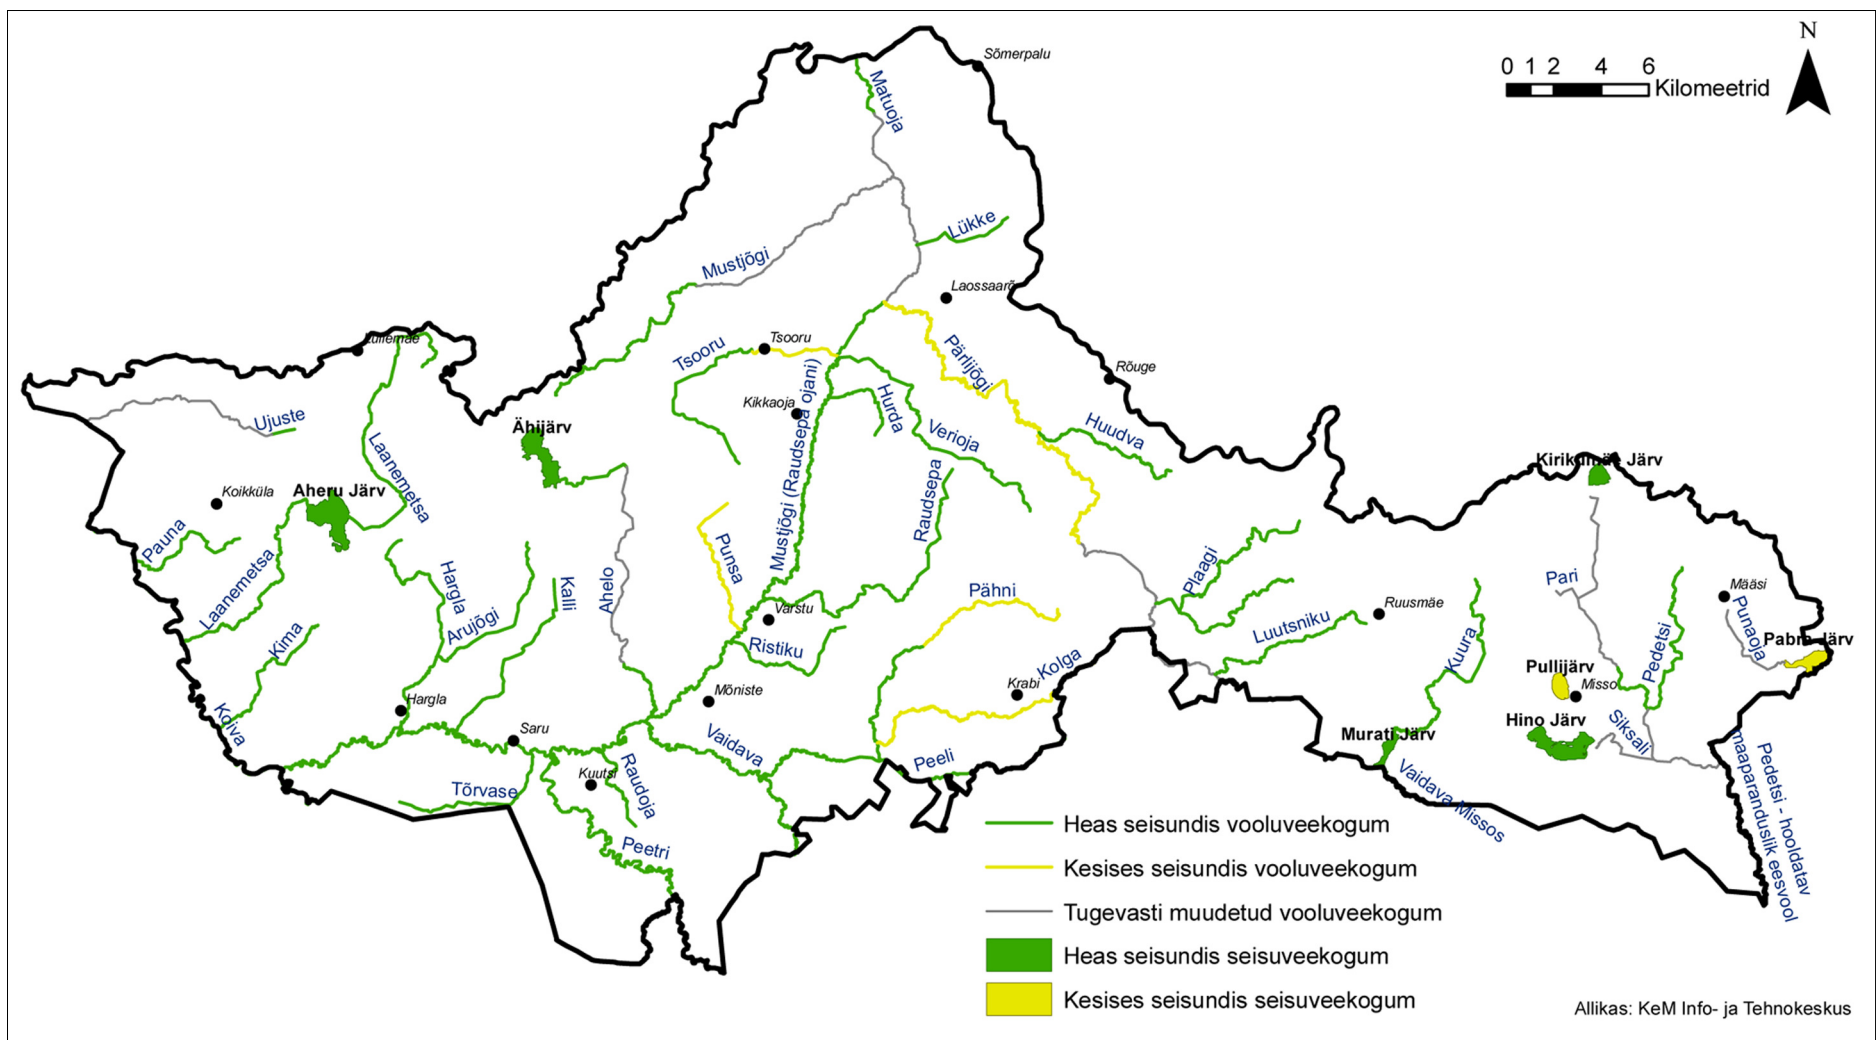 N
Sõmerpalu
0 1 2 4 6
Kilomeetrid
Matuoja
Lükke
Mustjõgi
Laossaarõ
Lüllemäe
Tsooru
Tsooru
Pärlijõgi
Rõuge
Kikkaoja
Hurda
Ujuste
Ähijärv
Verioja
Huudva
Laanemetsa
Mustjõgi (Raudsepa ojani)
Raudsepa
Kirikumäe Järv
Koikküla
Aheru Järv
Pauna
Punsa
Laanemetsa
Hargla
Kalli
Ahelo
Pähni
Plaagi
Pari
Määsi
Ruusmäe
Varstu
Arujõgi
Kima
Ristiku
Luutsniku
Kuura
Pedetsi
Punaoja
Pabra Järv
Kolga
Pullijärv
Misso
Krabi
Mõniste
Hargla
Koiva
Saru
Vaidava
Hino Järv
Siksali
Murati Järv
Peeli
Kuutsi
Raudoja
Tõrvase
Vaidava Missos
Pedetsi - hooldatav
maaparanduslik eesvool
Peetri
Heas seisundis vooluveekogum
Kesises seisundis vooluveekogum
Tugevasti muudetud vooluveekogum
Heas seisundis seisuveekogum
Kesises seisundis seisuveekogum
Allikas: KeM Info- ja Tehnokeskus